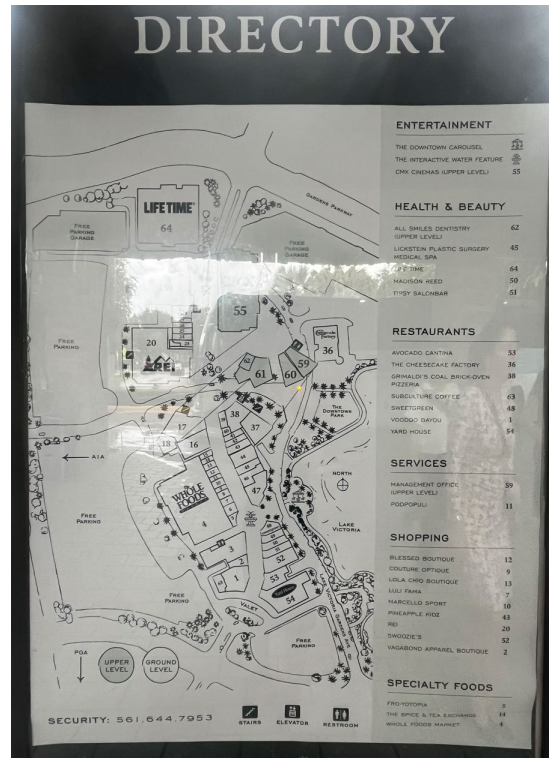 DIRECTORY
ENTERTAINMENT
THE DOWNTOWN CAROUSEL
THE INTERACTIVE WATER FEATURE
CMX CINEMAS (UPPER LEVEL) 55
HEALTH & BEAUTY
ALL SMILES DENTISTRY 62
(UPPER LEVEL)
LICKSTEIN PLASTIC SURGERY 45
MEDICAL SPA
LIFE TIME 64
MADISON REED 50
TIPSY SALONBAR 51
RESTAURANTS
AVOCADO CANTINA 53
THE CHEESECAKE FACTORY 36
GRIMALDI'S COAL BRICK-OVEN 38
PIZZERIA
SUBCULTURE COFFEE 63
SWEETGREEN 48
VOODOO BAYOU 1
YARD HOUSE 54
SERVICES
MANAGEMENT OFFICE 59
(UPPER LEVEL)
PODPOPULI 11
SHOPPING
BLESSED BOUTIQUE 12
COUTURE OPTIQUE 9
LOLA CHIQ BOUTIQUE 13
LULI FAMA 7
MARCELLO SPORT 10
PINEAPPLE KIDZ 43
REI 20
SWOOZIE'S 52
VAGABOND APPAREL BOUTIQUE 2
SPECIALTY FOODS
FRO-YOTOPIA 8
THE SPICE & TEA EXCHANGE 14
WHOLE FOODS MARKET 4
GARDENS PARKWAY
LIFE TIME
64
FREE
PARKING
GARAGE
FREE
PARKING
GARAGE
55
20
REI
FREE
PARKING
36
59
60
61
62
THE
DOWNTOWN
PARK
38
37
17
18
16
A1A
NORTH
WHOLE
FOODS
4
47
LAKE
VICTORIA
FREE
PARKING
3
2
1
52
53
54
VALET
FREE
PARKING
FREE
PARKING
PGA
UPPER
LEVEL
GROUND
LEVEL
SECURITY: 561.644.7953
STAIRS
ELEVATOR
RESTROOM